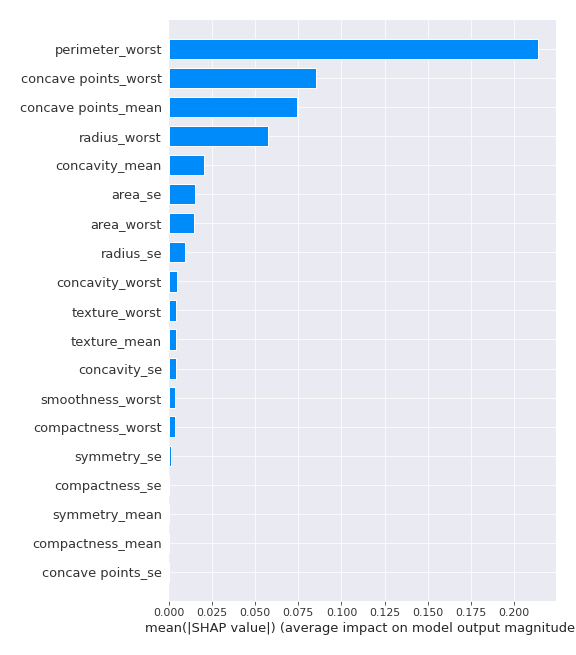 perimeter_worst
concave points_worst
concave points_mean
radius_worst
concavity_mean
area_se
area_worst
radius_se
concavity_worst
texture_worst
texture_mean
concavity_se
smoothness_worst
compactness_worst
symmetry_se
compactness_se
symmetry_mean
compactness_mean
concave points_se
0.000 0.025 0.050 0.075 0.100 0.125 0.150 0.175 0.200
mean(|SHAP value|) (average impact on model output magnitude